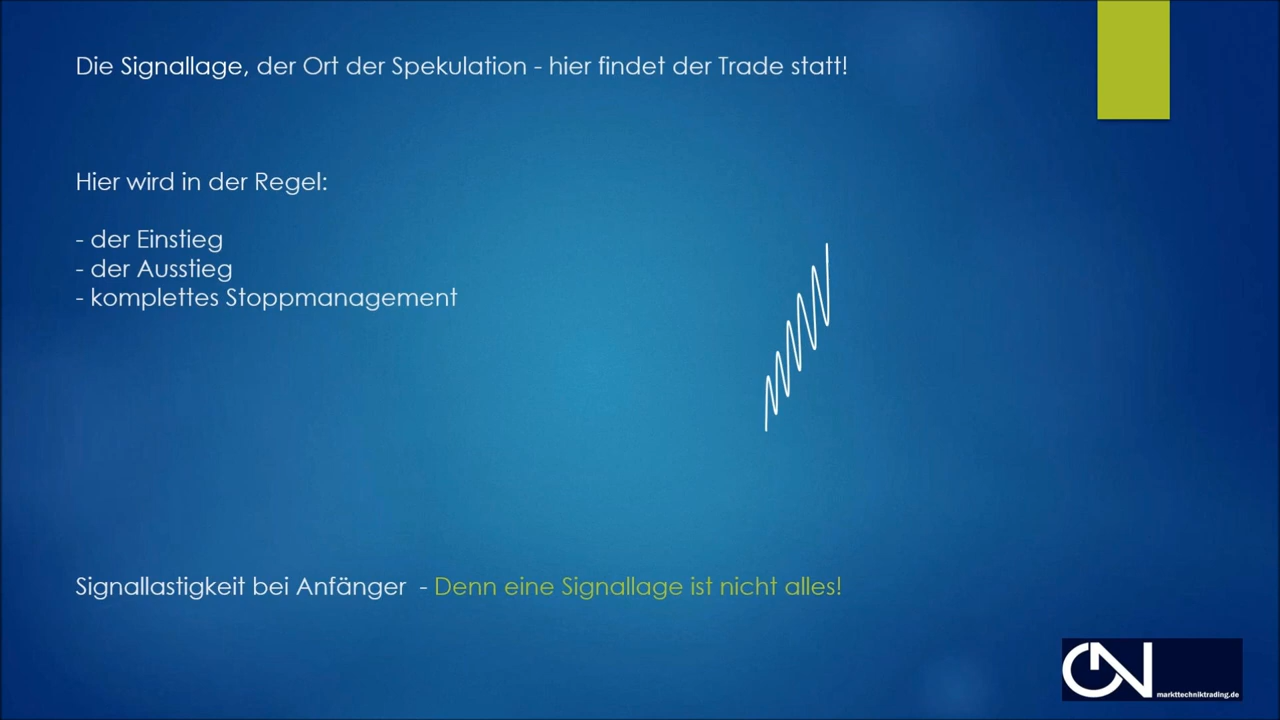 Die Signallage, der Ort der Spekulation - hier findet der Trade statt!
Hier wird in der Regel:
- der Einstieg
- der Ausstieg
- komplettes Stoppmanagement
Signallastigkeit bei Anfänger - Denn eine Signallage ist nicht alles!
CN
markttechniktrading.de